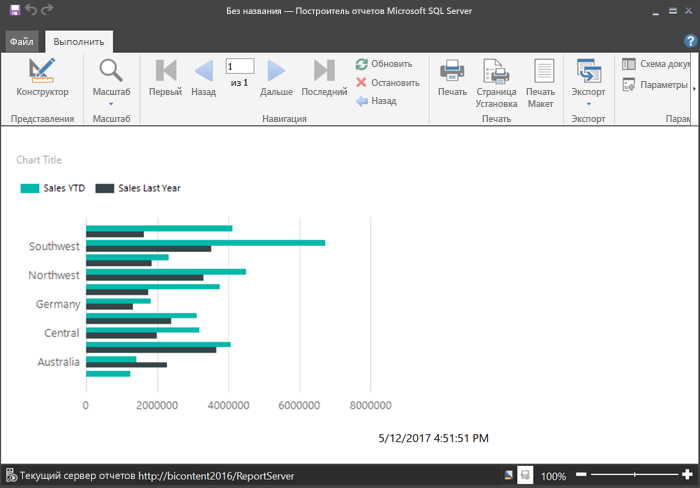 Без названия — Построитель отчетов Microsoft SQL Server
Файл
Выполнить
?
Конструктор
Масштаб
Первый
Назад
1
из 1
Дальше
Последний
Обновить
Остановить
Назад
Печать
Страница
Установка
Печать
Макет
Экспорт
Схема докум
Параметры
Представления
Масштаб
Навигация
Печать
Экспорт
Парам
Chart Title
Sales YTD
Sales Last Year
Southwest
Northwest
Germany
Central
Australia
0 2000000 4000000 6000000 8000000
5/12/2017 4:51:51 PM
Текущий сервер отчетов http://bicontent2016/ReportServer
100%